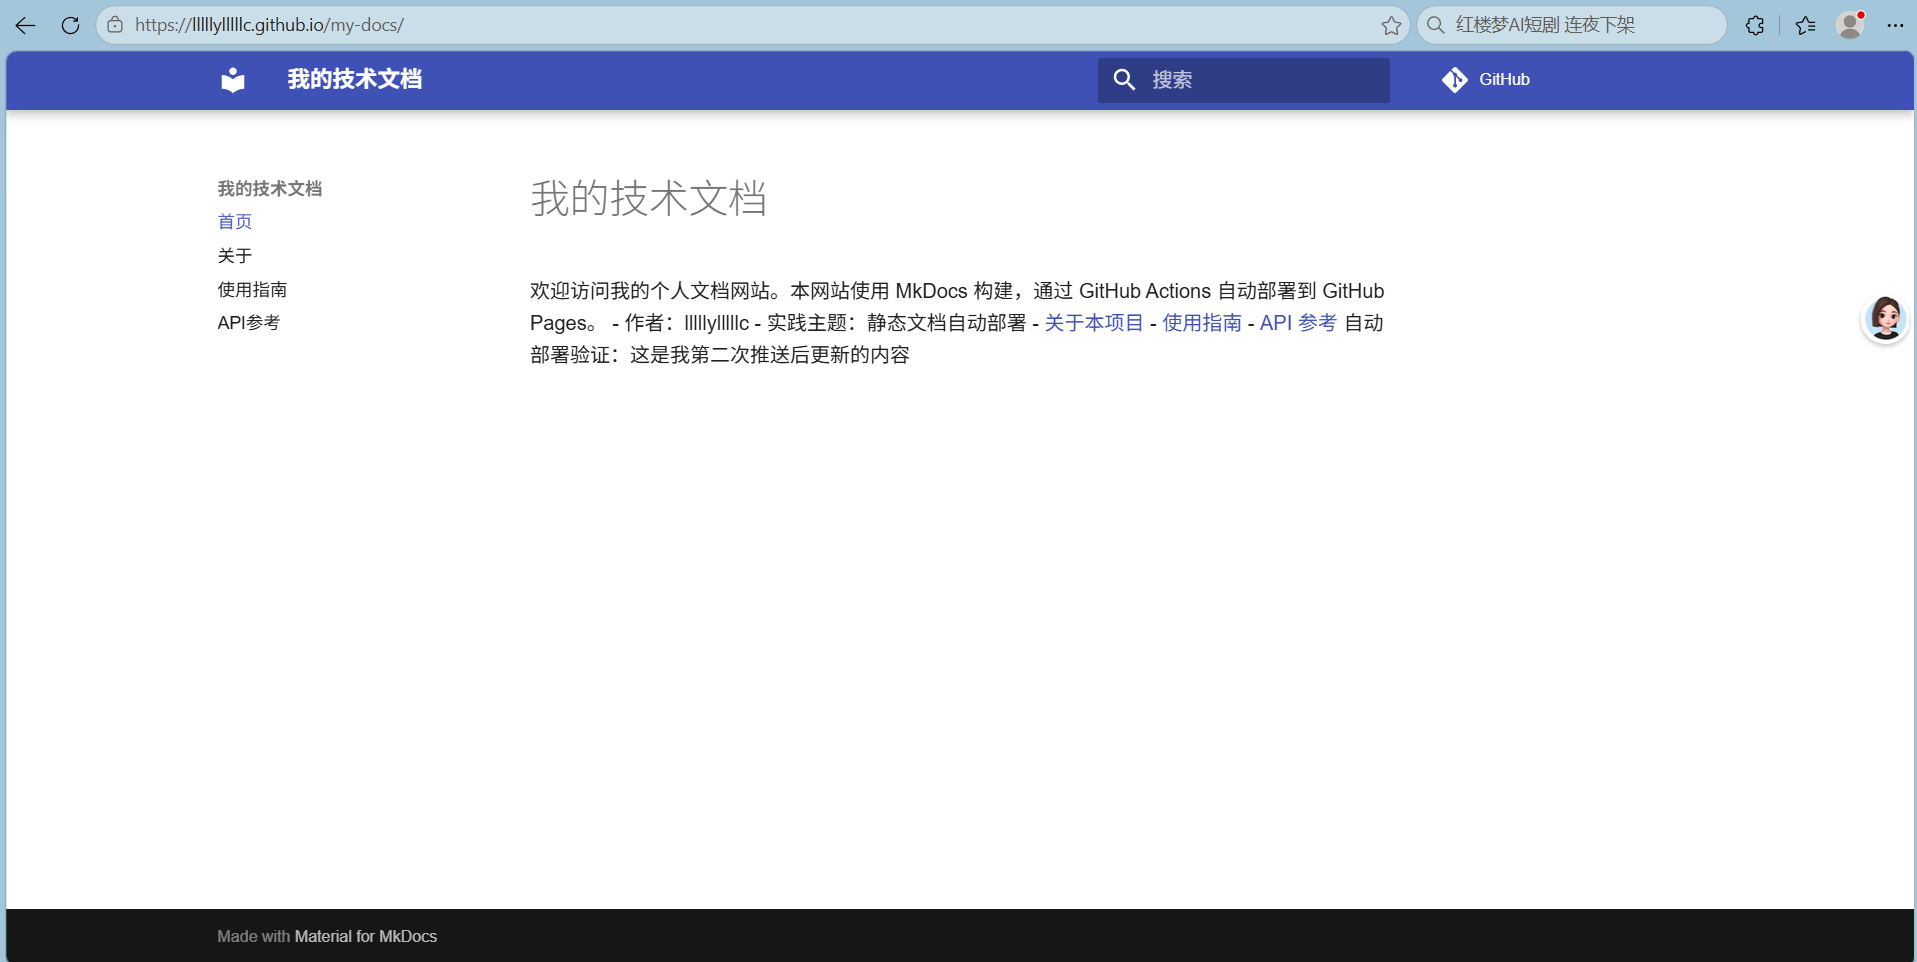 https://lllllylllllc.github.io/my-docs/
红楼梦AI短剧 连夜下架
我的技术文档
搜索
GitHub
我的技术文档
首页
关于
使用指南
API参考
我的技术文档
欢迎访问我的个人文档网站。本网站使用 MkDocs 构建，通过 GitHub Actions 自动部署到 GitHub
Pages。 - 作者：lllllylllllc - 实践主题：静态文档自动部署 - 关于本项目 - 使用指南 - API 参考 自动
部署验证：这是我第二次推送后更新的内容
Made with Material for MkDocs